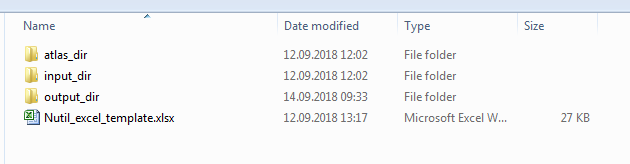 Name Date modified Type Size
atlas_dir 12.09.2018 12:02 File folder
input_dir 12.09.2018 12:02 File folder
output_dir 14.09.2018 09:33 File folder
Nutil_excel_template.xlsx 12.09.2018 13:17 Microsoft Excel W... 27 KB